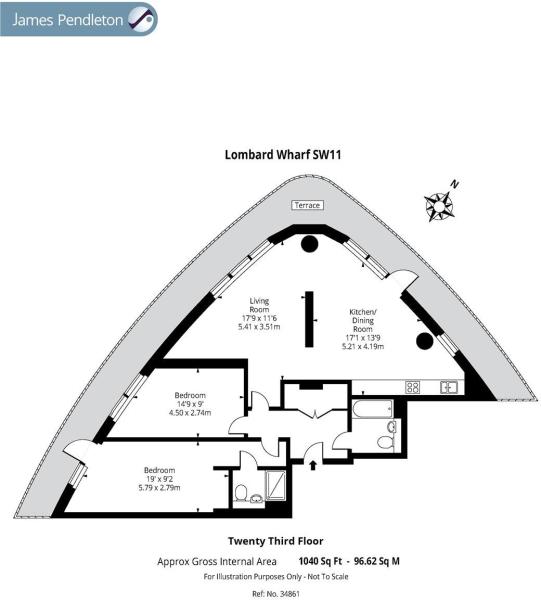 James Pendleton
Lombard Wharf SW11
N
Terrace
Living
Room
17'9 x 11'6
5.41 x 3.51m
Kitchen/
Dining
Room
17'1 x 13'9
5.21 x 4.19m
Bedroom
14'9 x 9'
4.50 x 2.74m
Bedroom
19' x 9'2
5.79 x 2.79m
Twenty Third Floor
Approx Gross Internal Area 1040 Sq Ft - 96.62 Sq M
For Illustration Purposes Only - Not To Scale
Ref: No. 34861